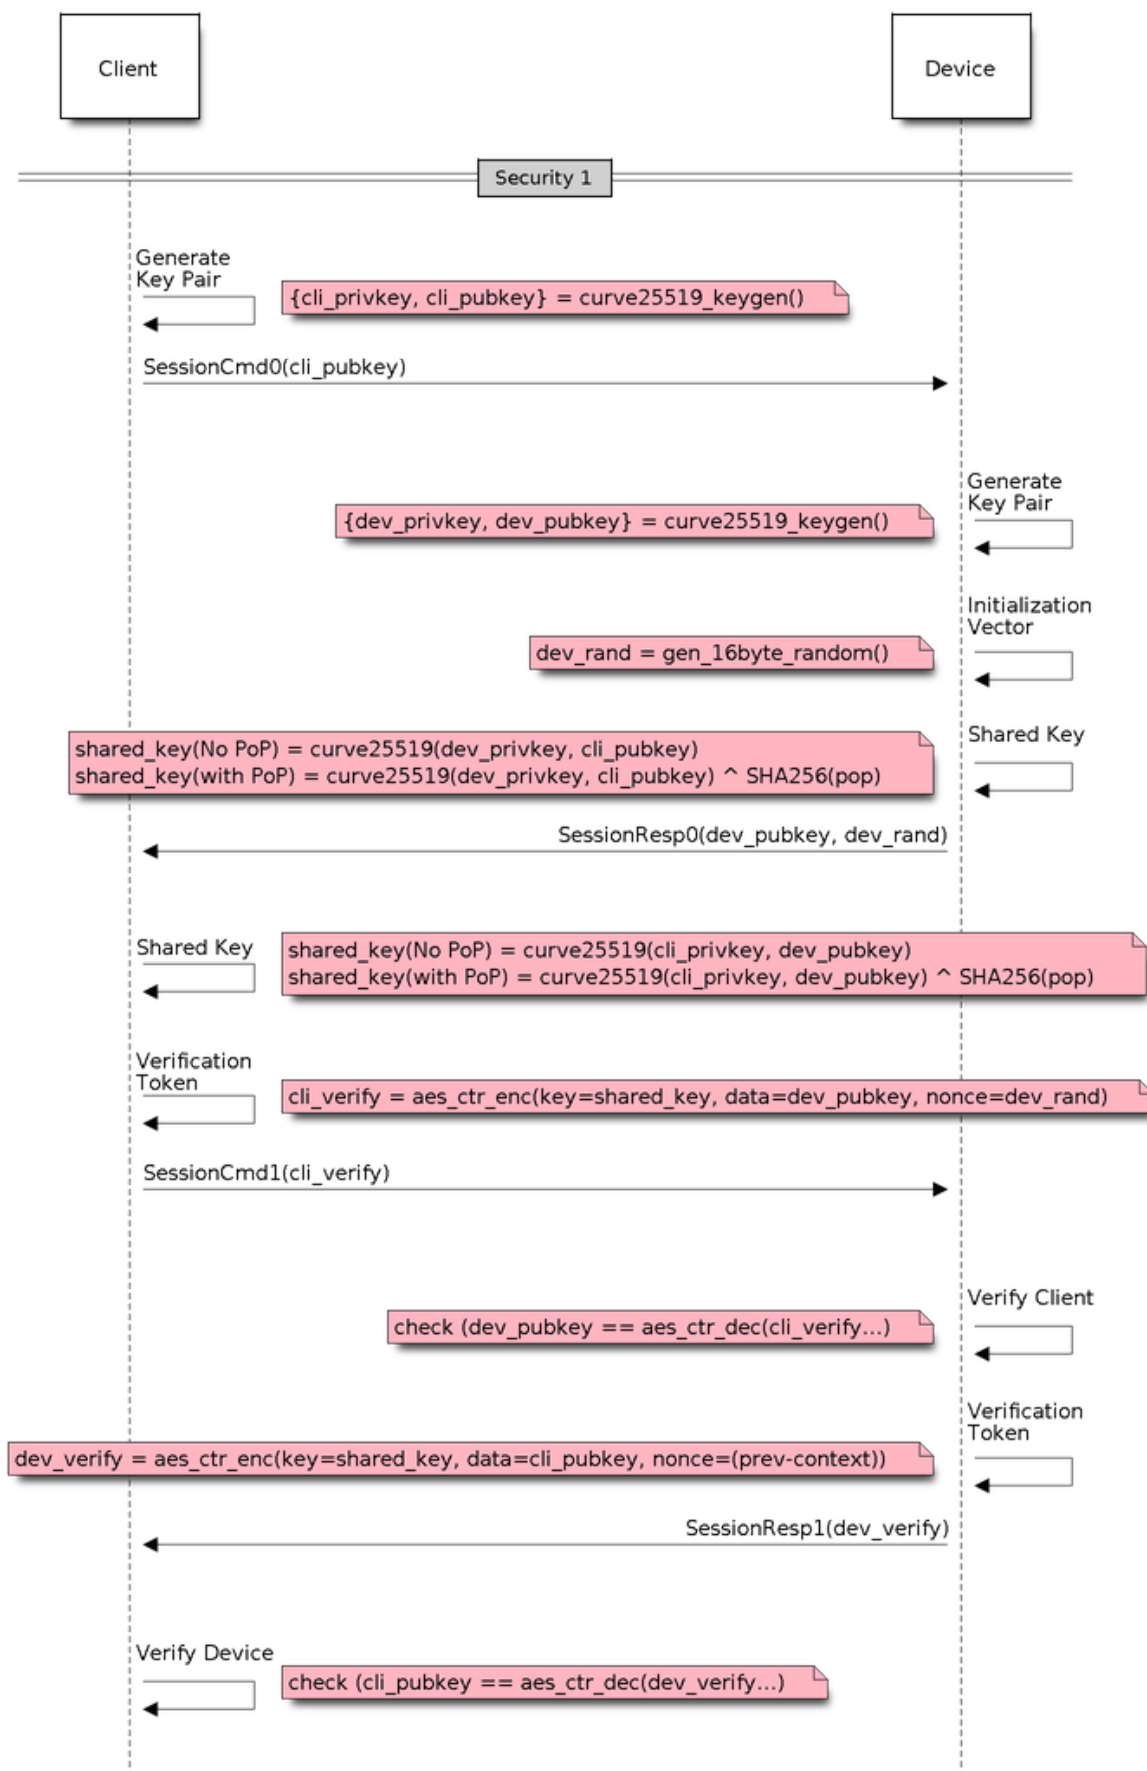 Client
Device
Security 1
Generate
Key Pair
{cli_privkey, cli_pubkey} = curve25519_keygen()
SessionCmd0(cli_pubkey)
Generate
Key Pair
{dev_privkey, dev_pubkey} = curve25519_keygen()
Initialization
Vector
dev_rand = gen_16byte_random()
Shared Key
shared_key(No PoP) = curve25519(dev_privkey, cli_pubkey)
shared_key(with PoP) = curve25519(dev_privkey, cli_pubkey) ^ SHA256(pop)
SessionResp0(dev_pubkey, dev_rand)
Shared Key
shared_key(No PoP) = curve25519(cli_privkey, dev_pubkey)
shared_key(with PoP) = curve25519(cli_privkey, dev_pubkey) ^ SHA256(pop)
Verification
Token
cli_verify = aes_ctr_enc(key=shared_key, data=dev_pubkey, nonce=dev_rand)
SessionCmd1(cli_verify)
Verify Client
check (dev_pubkey == aes_ctr_dec(cli_verify...)
Verification
Token
dev_verify = aes_ctr_enc(key=shared_key, data=cli_pubkey, nonce=(prev-context))
SessionResp1(dev_verify)
Verify Device
check (cli_pubkey == aes_ctr_dec(dev_verify...)